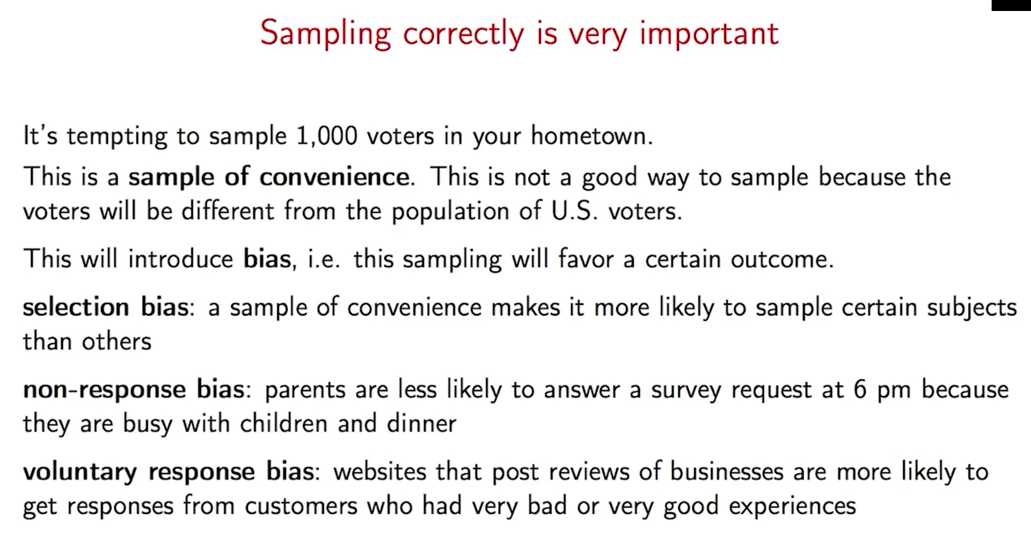 Sampling correctly is very important
It's tempting to sample 1,000 voters in your hometown.
This is a sample of convenience. This is not a good way to sample because the
voters will be different from the population of U.S. voters.
This will introduce bias, i.e. this sampling will favor a certain outcome.
selection bias: a sample of convenience makes it more likely to sample certain subjects
than others
non-response bias: parents are less likely to answer a survey request at 6 pm because
they are busy with children and dinner
voluntary response bias: websites that post reviews of businesses are more likely to
get responses from customers who had very bad or very good experiences